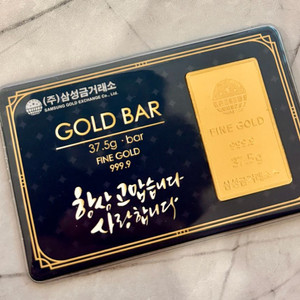 (주)삼성금거래소
SAMSUNG GOLD EXCHANGE Co., Ltd.
GOLD BAR
37.5g · bar
FINE GOLD
999.9
항상 고맙습니다
사랑합니다
FINE GOLD
999.9
37.5g